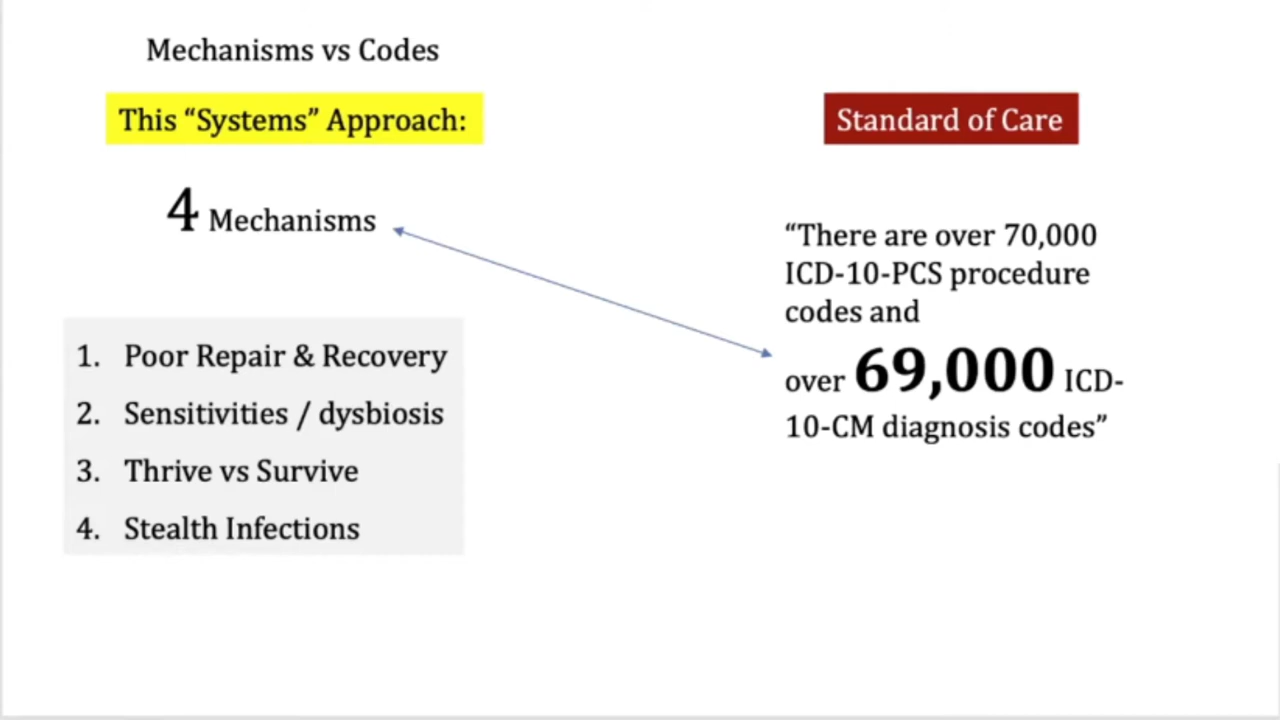 Mechanisms vs Codes
This “Systems” Approach:
4 Mechanisms
1. Poor Repair & Recovery
2. Sensitivities / dysbiosis
3. Thrive vs Survive
4. Stealth Infections
Standard of Care
“There are over 70,000
ICD-10-PCS procedure
codes and
over 69,000 ICD-
10-CM diagnosis codes”